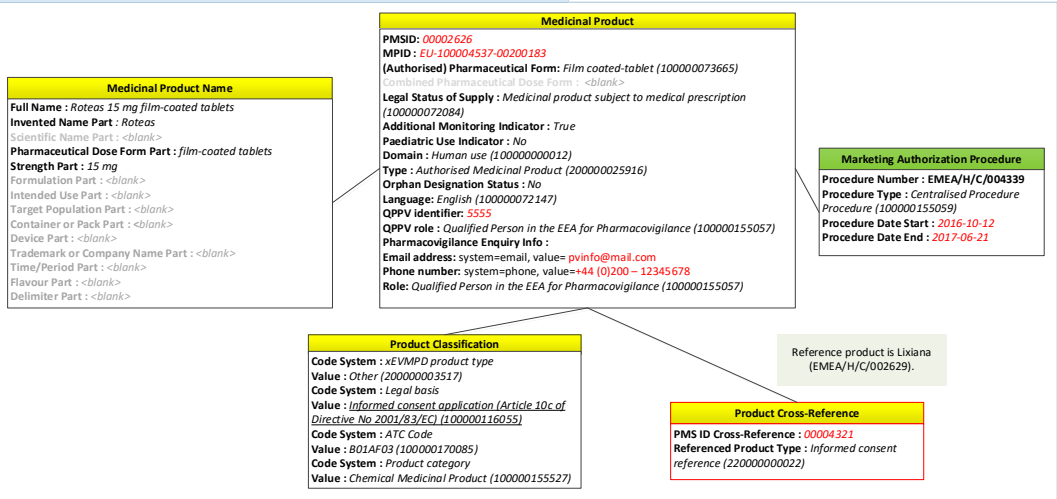 Medicinal Product
PMSID: 00002626
MPID : EU-100004537-00200183
(Authorised) Pharmaceutical Form: Film coated-tablet (100000073665)
Combined Pharmaceutical Dose Form : <blank>
Legal Status of Supply : Medicinal product subject to medical prescription
(100000072084)
Additional Monitoring Indicator : True
Paediatric Use Indicator : No
Domain : Human use (100000000012)
Type : Authorised Medicinal Product (200000025916)
Orphan Designation Status : No
Language: English (100000072147)
QPPV identifier: 5555
QPPV role : Qualified Person in the EEA for Pharmacovigilance (100000155057)
Pharmacovigilance Enquiry Info :
Email address: system=email, value= pvinfo@mail.com
Phone number: system=phone, value=+44 (0)200 – 12345678
Role: Qualified Person in the EEA for Pharmacovigilance (100000155057)
Medicinal Product Name
Full Name : Roteas 15 mg film-coated tablets
Invented Name Part : Roteas
Scientific Name Part : <blank>
Pharmaceutical Dose Form Part : film-coated tablets
Strength Part : 15 mg
Formulation Part : <blank>
Intended Use Part : <blank>
Target Population Part : <blank>
Container or Pack Part : <blank>
Device Part : <blank>
Trademark or Company Name Part : <blank>
Time/Period Part : <blank>
Flavour Part : <blank>
Delimiter Part : <blank>
Marketing Authorization Procedure
Procedure Number : EMEA/H/C/004339
Procedure Type : Centralised Procedure
Procedure (100000155059)
Procedure Date Start : 2016-10-12
Procedure Date End : 2017-06-21
Product Classification
Code System : xEVMPD product type
Value : Other (200000003517)
Code System : Legal basis
Value : Informed consent application (Article 10c of
Directive No 2001/83/EC) (100000116055)
Code System : ATC Code
Value : B01AF03 (100000170085)
Code System : Product category
Value : Chemical Medicinal Product (100000155527)
Reference product is Lixiana
(EMEA/H/C/002629).
Product Cross-Reference
PMS ID Cross-Reference : 00004321
Referenced Product Type : Informed consent
reference (220000000022)